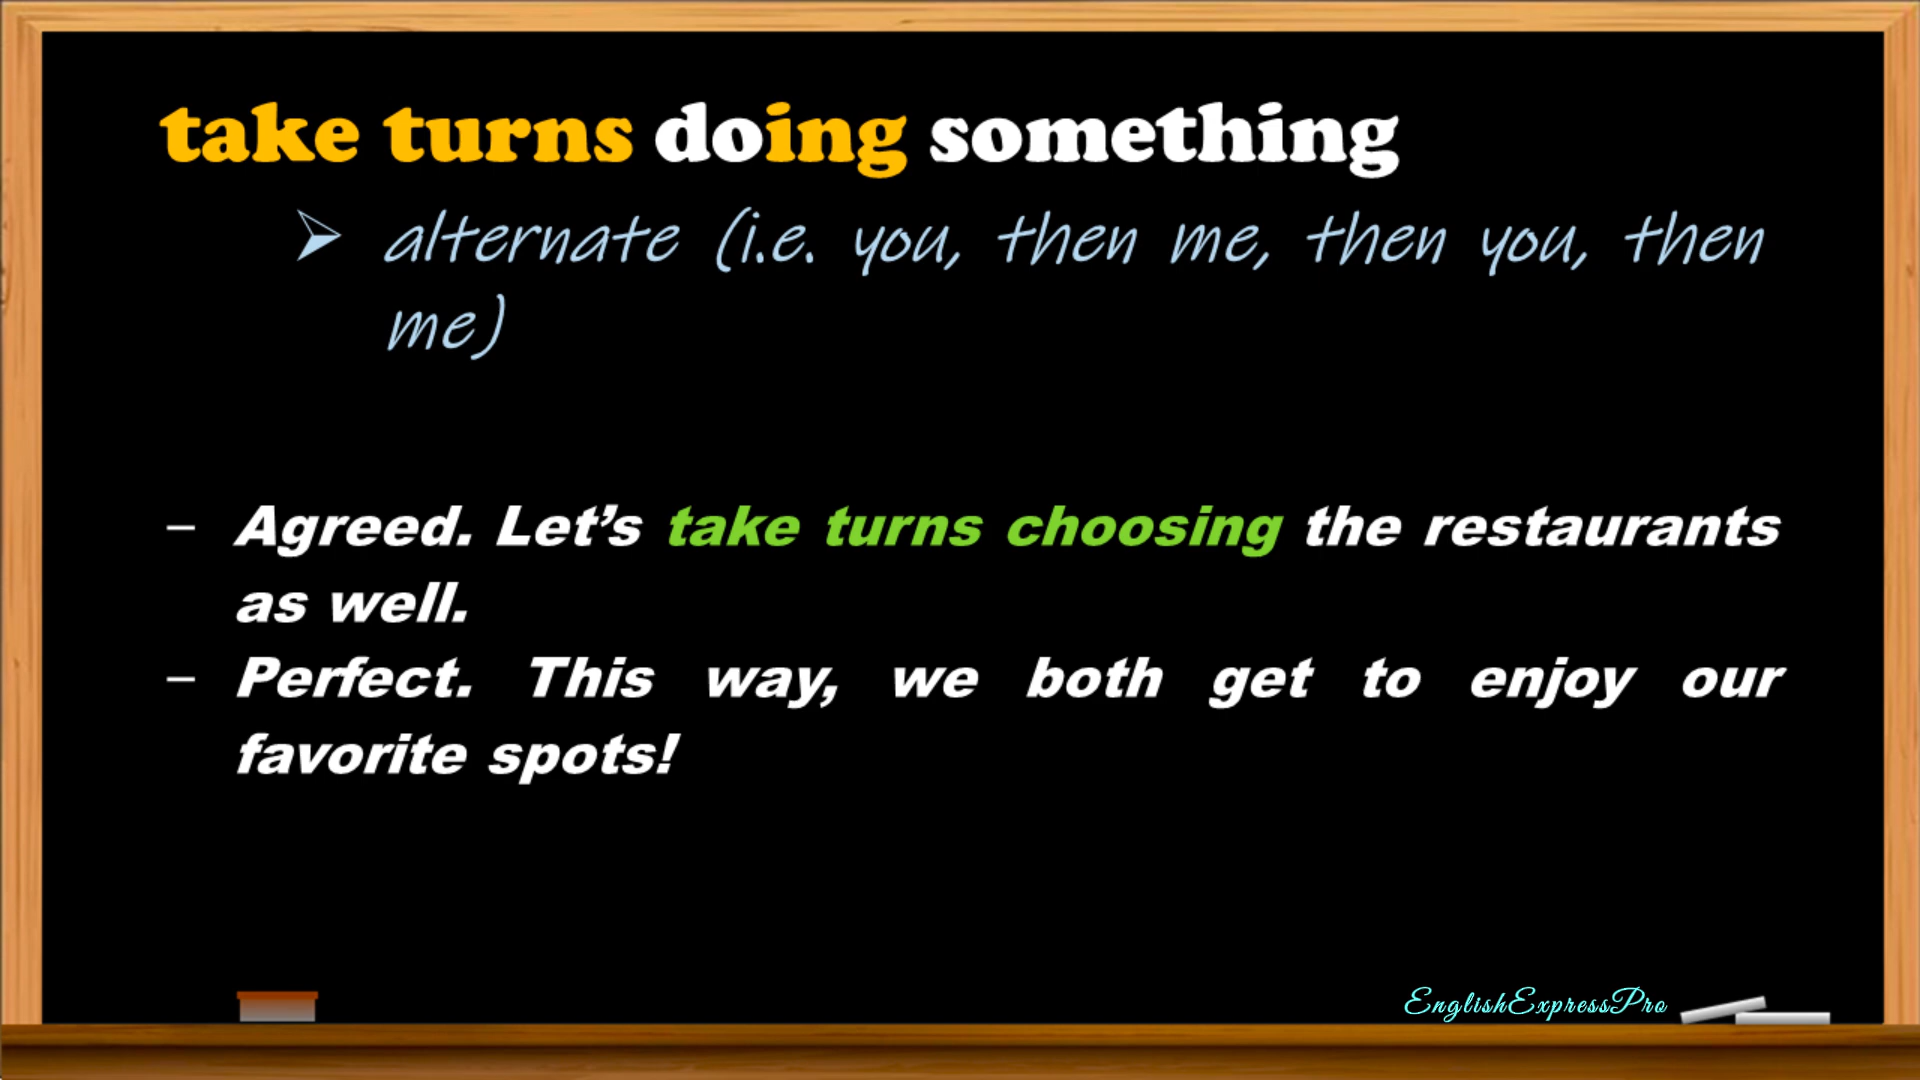 take turns doing something
➢ alternate (i.e. you, then me, then you, then
me)
– Agreed. Let’s take turns choosing the restaurants
as well.
– Perfect. This way, we both get to enjoy our
favorite spots!
EnglishExpressPro